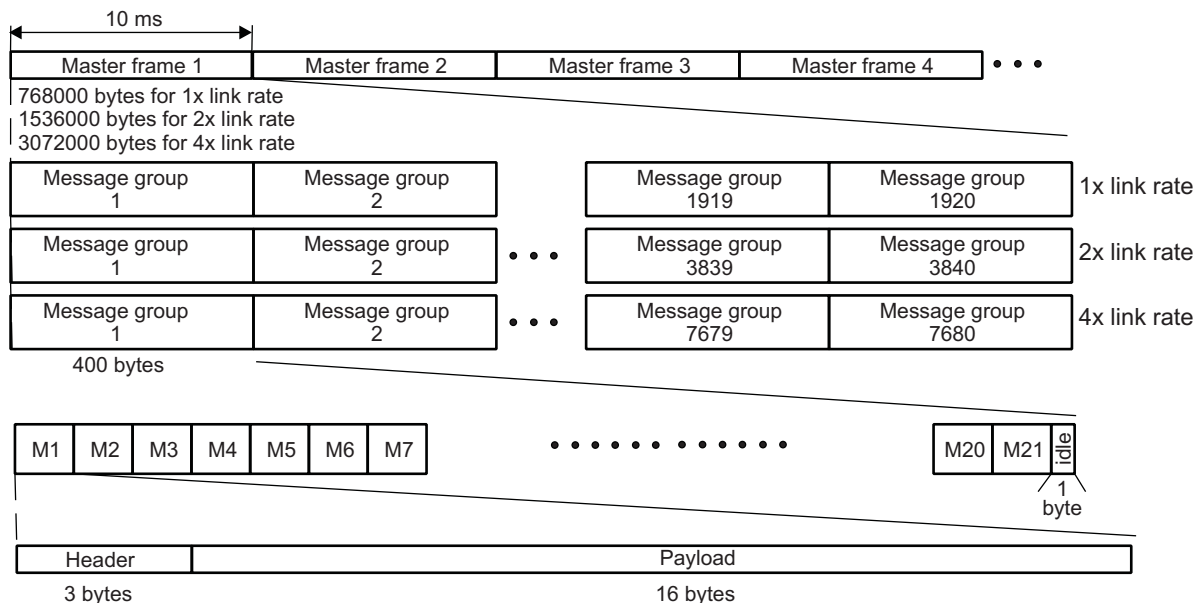 10 ms
Master frame 1 Master frame 2 Master frame 3 Master frame 4
768000 bytes for 1x link rate
1536000 bytes for 2x link rate
3072000 bytes for 4x link rate
Message group 1 Message group 2 Message group 1919 Message group 1920 1x link rate
Message group 1 Message group 2 Message group 3839 Message group 3840 2x link rate
Message group 1 Message group 2 Message group 7679 Message group 7680 4x link rate
400 bytes
M1 M2 M3 M4 M5 M6 M7 M20 M21 idle
1 byte
Header Payload
3 bytes 16 bytes